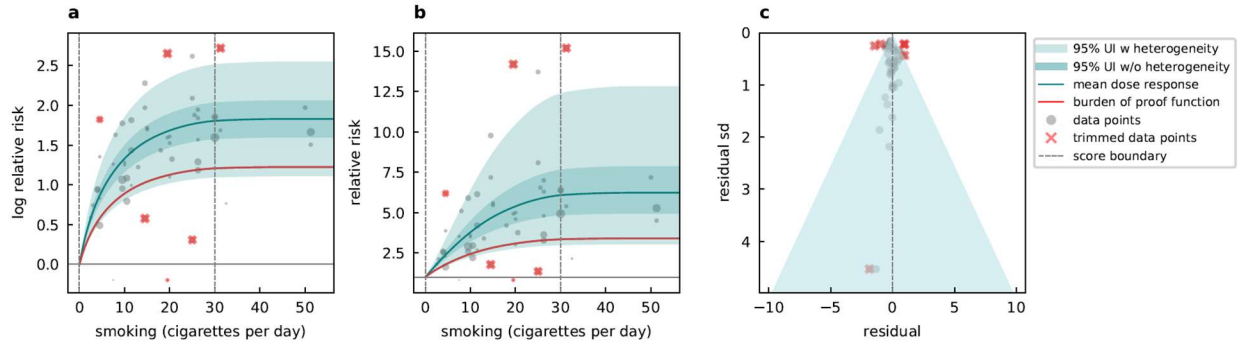 a
2.5
2.0
1.5
1.0
0.5
0.0
log relative risk
0 10 20 30 40 50
smoking (cigarettes per day)
b
15.0
12.5
10.0
7.5
5.0
2.5
relative risk
0 10 20 30 40 50
smoking (cigarettes per day)
c
0
1
2
3
4
residual sd
−10 −5 0 5 10
residual
95% UI w heterogeneity
95% UI w/o heterogeneity
mean dose response
burden of proof function
data points
trimmed data points
score boundary